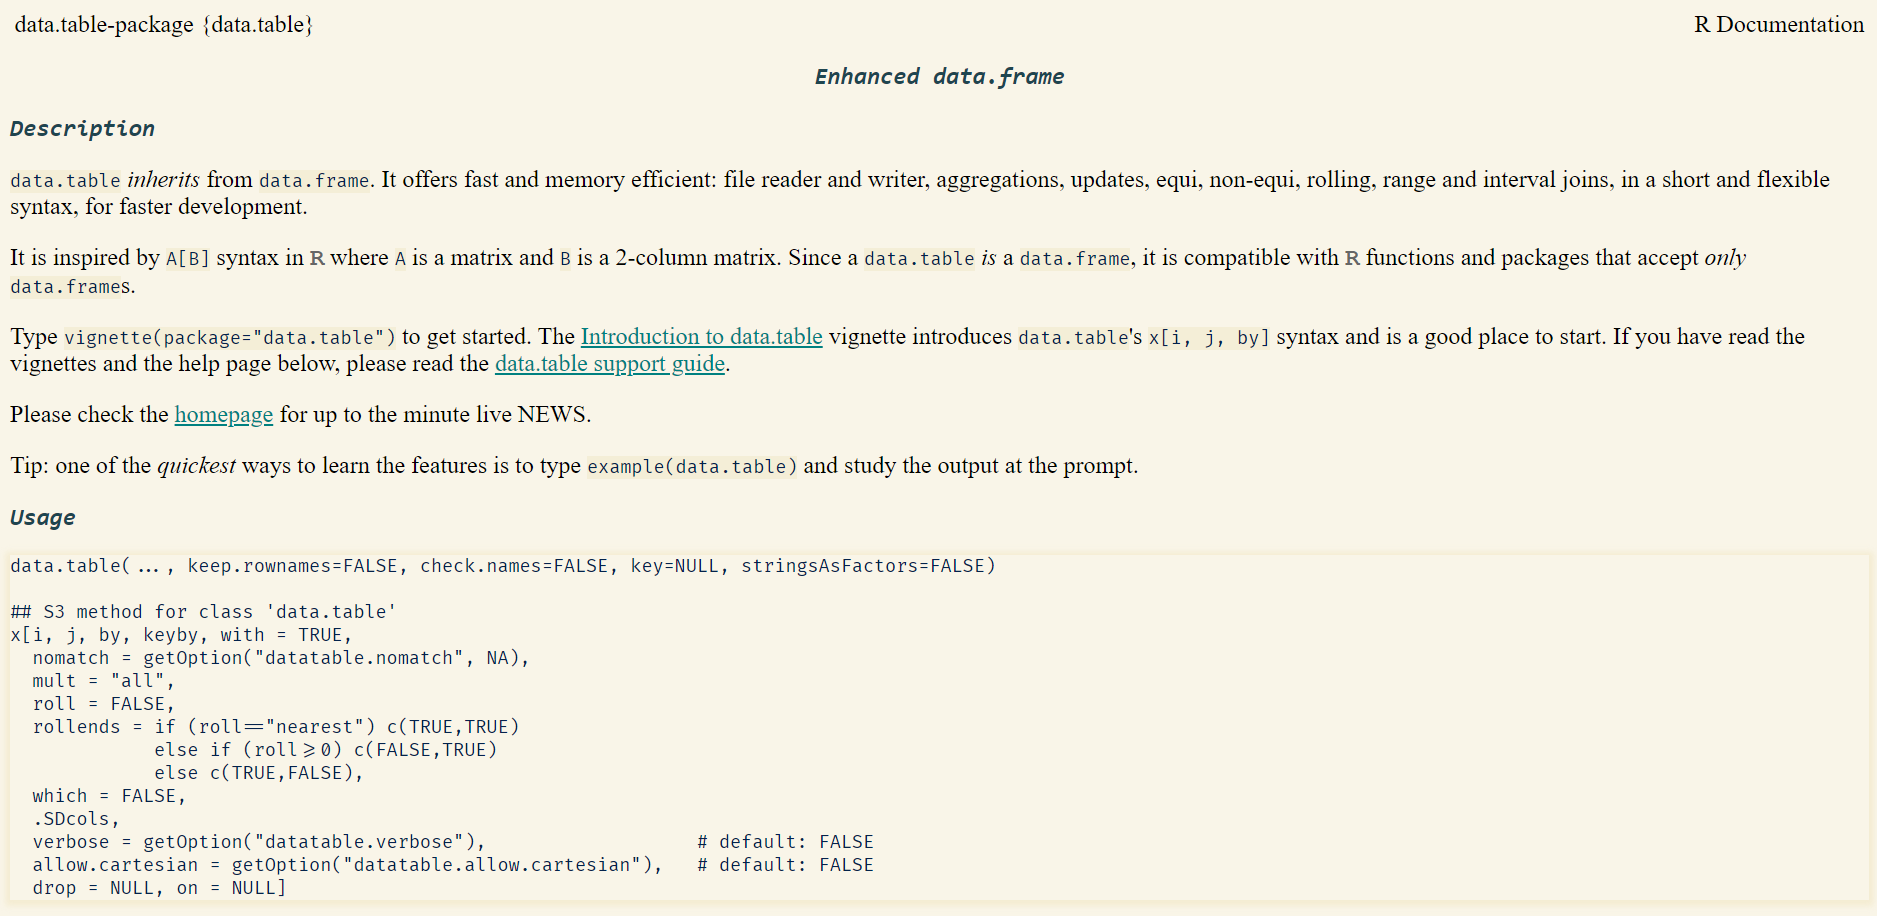 data.table-package {data.table}
R Documentation
Enhanced data.frame
Description
data.table inherits from data.frame. It offers fast and memory efficient: file reader and writer, aggregations, updates, equi, non-equi, rolling, range and interval joins, in a short and flexible
syntax, for faster development.
It is inspired by A[B] syntax in R where A is a matrix and B is a 2-column matrix. Since a data.table is a data.frame, it is compatible with R functions and packages that accept only
data.frames.
Type vignette(package="data.table") to get started. The Introduction to data.table vignette introduces data.table's x[i, j, by] syntax and is a good place to start. If you have read the
vignettes and the help page below, please read the data.table support guide.
Please check the homepage for up to the minute live NEWS.
Tip: one of the quickest ways to learn the features is to type example(data.table) and study the output at the prompt.
Usage
data.table(..., keep.rownames=FALSE, check.names=FALSE, key=NULL, stringsAsFactors=FALSE)
## S3 method for class 'data.table'
x[i, j, by, keyby, with = TRUE,
  nomatch = getOption("datatable.nomatch", NA),
  mult = "all",
  roll = FALSE,
  rollends = if (roll=="nearest") c(TRUE,TRUE)
             else if (roll>=0) c(FALSE,TRUE)
             else c(TRUE,FALSE),
  which = FALSE,
  .SDcols,
  verbose = getOption("datatable.verbose"),                   # default: FALSE
  allow.cartesian = getOption("datatable.allow.cartesian"),   # default: FALSE
  drop = NULL, on = NULL]